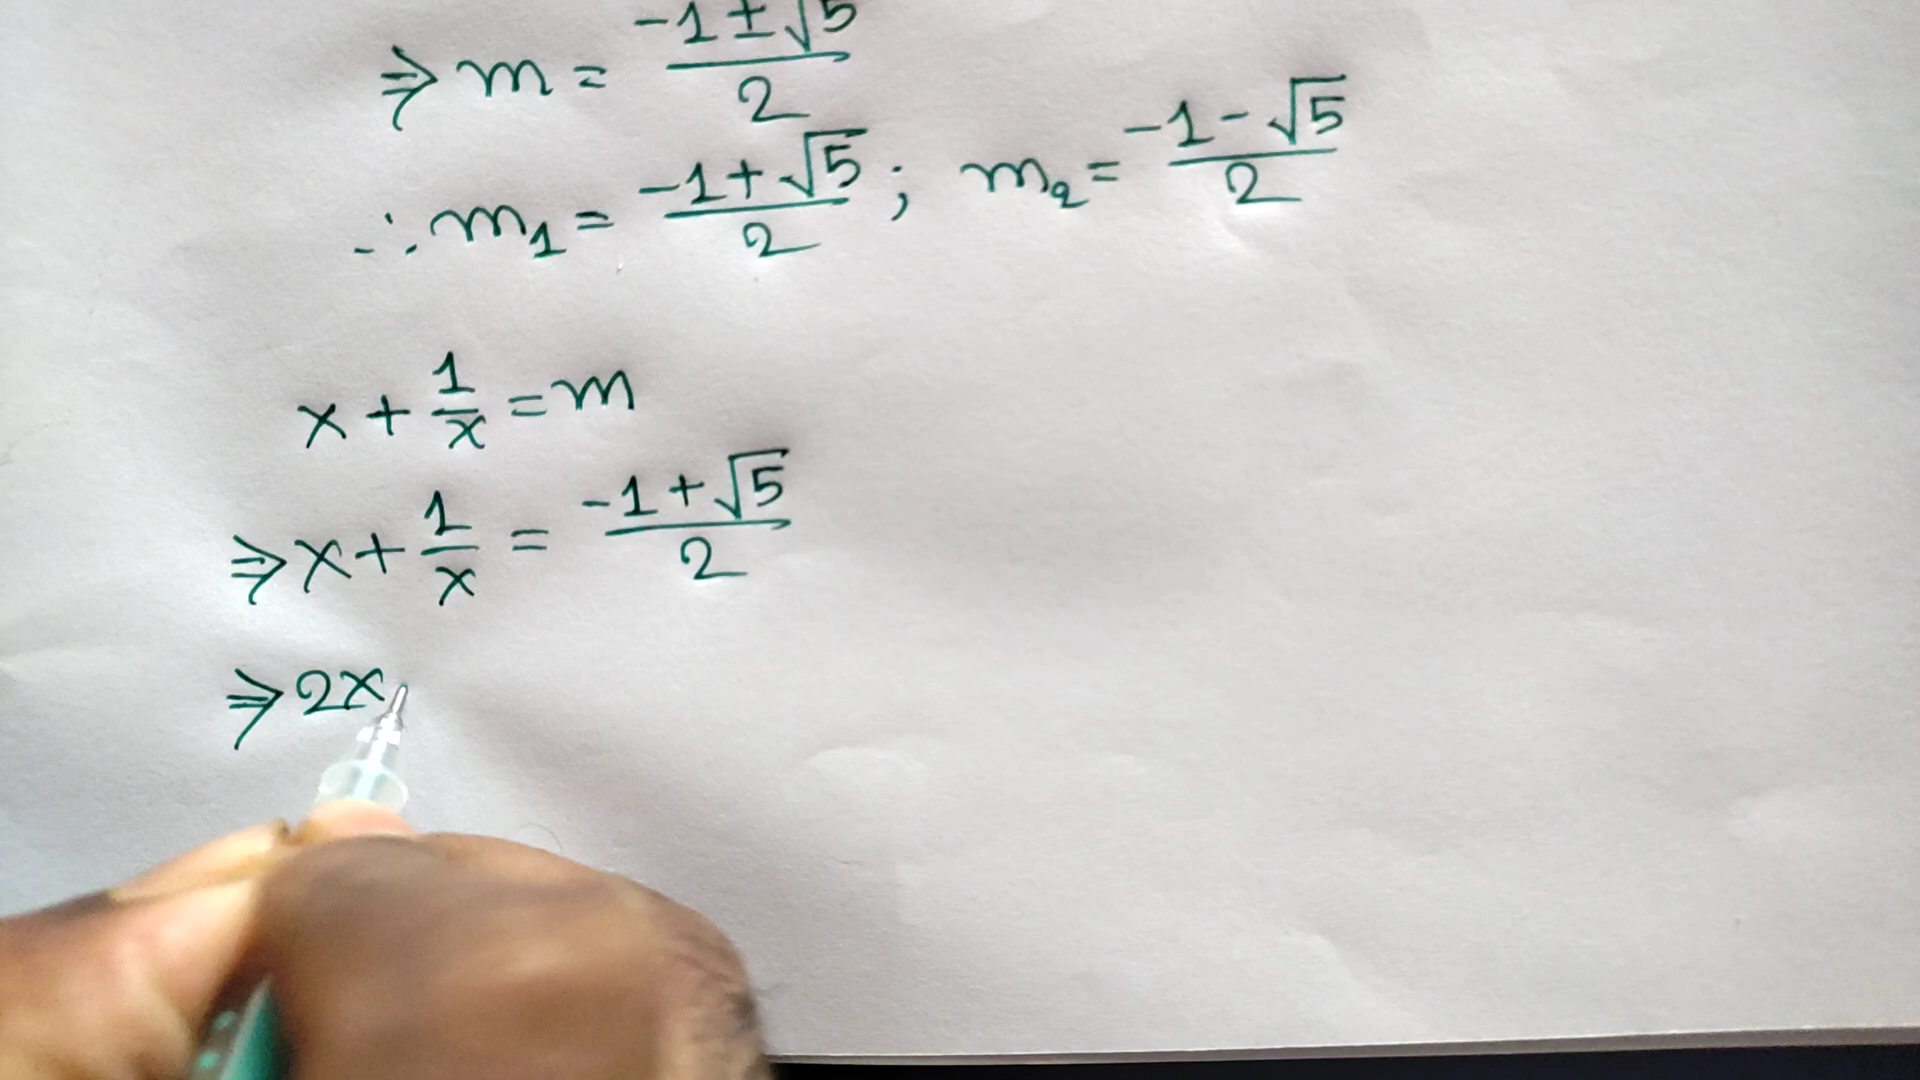 ⇒ m = (-1 ± √5)/2
∴ m₁ = (-1 + √5)/2 ; m₂ = (-1 - √5)/2
x + 1/x = m
⇒ x + 1/x = (-1 + √5)/2
⇒ 2x